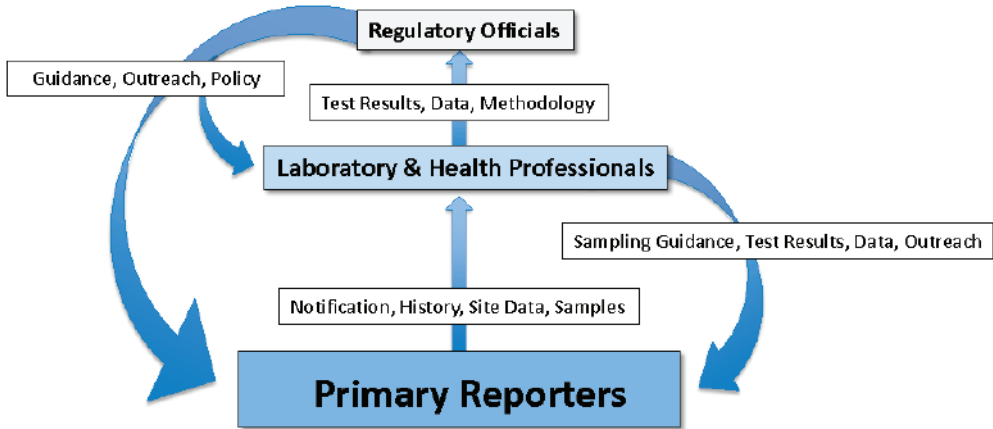 Regulatory Officials
Guidance, Outreach, Policy
Test Results, Data, Methodology
Laboratory & Health Professionals
Sampling Guidance, Test Results, Data, Outreach
Notification, History, Site Data, Samples
Primary Reporters